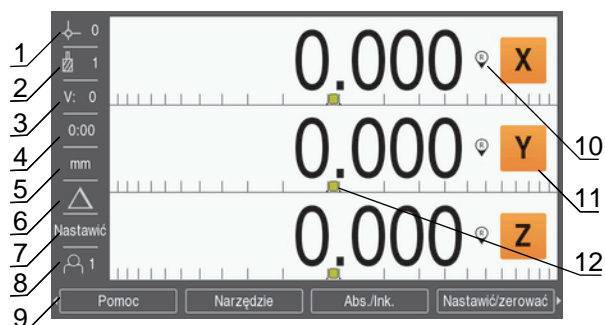 1 0
2 1
3 V: 0
4 0:00
5 mm
6
7 Nastawić
8 1
9
0.000 R X
0.000 R Y
0.000 R Z
10
11
12
Pomoc Narzędzie Abs./Ink. Nastawić/zerować